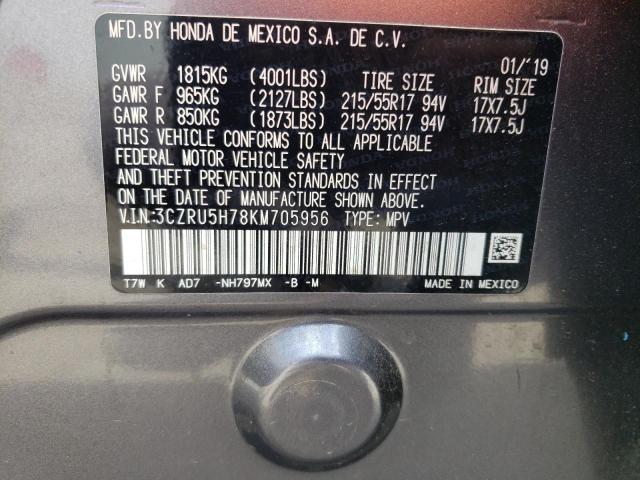 MFD.BY HONDA DE MEXICO S.A. DE C.V.
01/'19
GVWR 1815KG (4001LBS) TIRE SIZE RIM SIZE
GAWR F 965KG (2127LBS) 215/55R17 94V 17X7.5J
GAWR R 850KG (1873LBS) 215/55R17 94V 17X7.5J
THIS VEHICLE CONFORMS TO ALL APPLICABLE
FEDERAL MOTOR VEHICLE SAFETY
AND THEFT PREVENTION STANDARDS IN EFFECT
ON THE DATE OF MANUFACTURE SHOWN ABOVE.
V.I.N.:3CZRU5H78KM705956 TYPE: MPV
T7W K AD7 -NH797MX -B -M MADE IN MEXICO